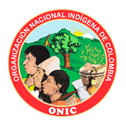 ORGANIZACIÓN NACIONAL INDÍGENA DE COLOMBIA
ONIC